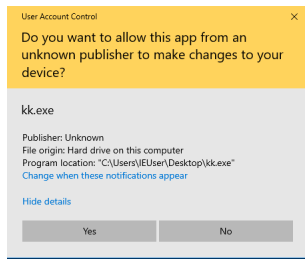 User Account Control
Do you want to allow this app from an
unknown publisher to make changes to your
device?
kk.exe
Publisher: Unknown
File origin: Hard drive on this computer
Program location: "C:\Users\IEUser\Desktop\kk.exe"
Change when these notifications appear
Hide details
Yes
No